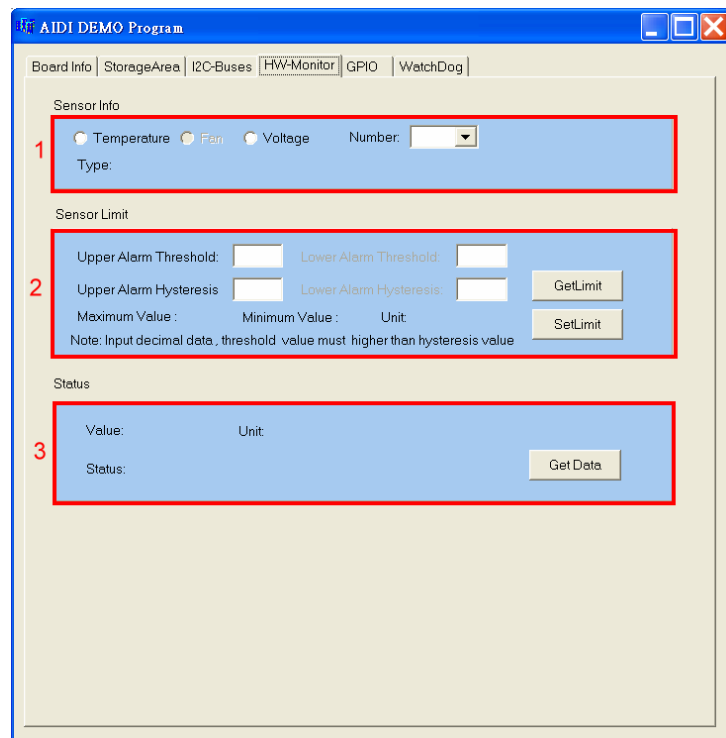 AIDI DEMO Program
Board Info StorageArea I2C-Buses HW-Monitor GPIO WatchDog
Sensor Info
1
Temperature Fan Voltage Number:
Type:
Sensor Limit
2
Upper Alarm Threshold: Lower Alarm Threshold:
Upper Alarm Hysteresis Lower Alarm Hysteresis: GetLimit
Maximum Value : Minimum Value : Unit: SetLimit
Note: Input decimal data , threshold value must higher than hysteresis value
Status
3
Value: Unit:
Status: Get Data